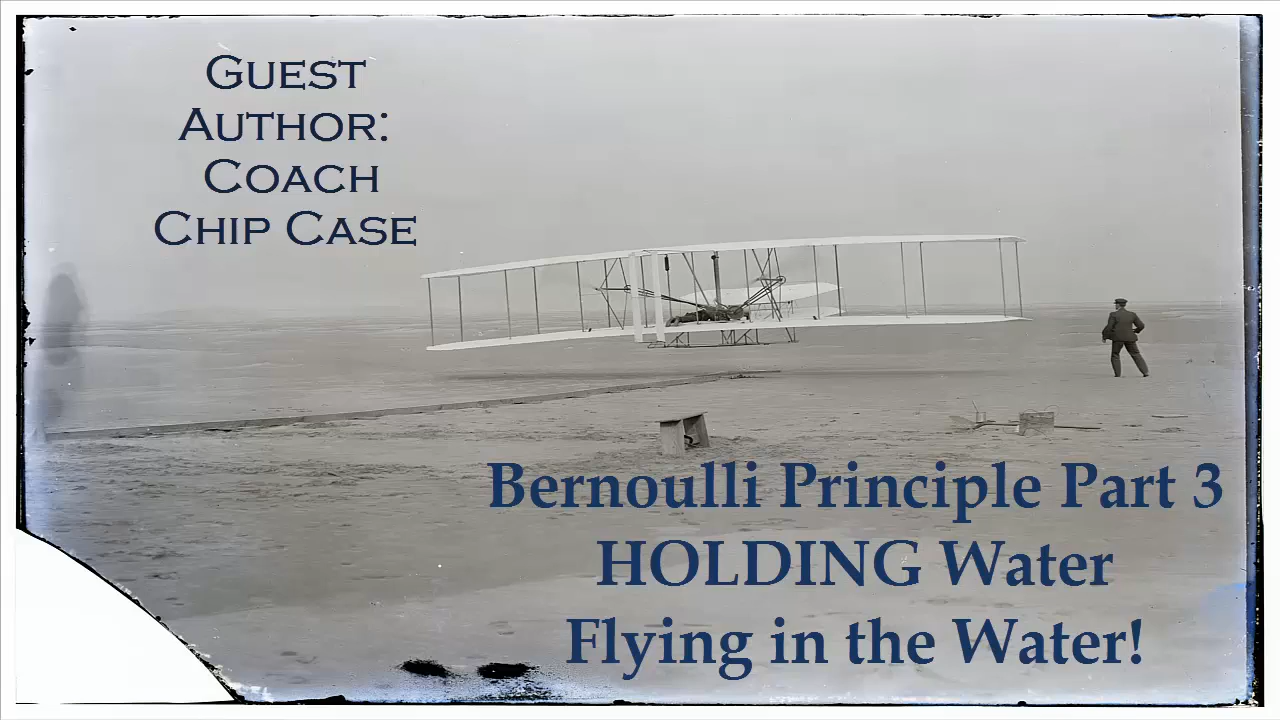 Guest
Author:
Coach
Chip Case
Bernoulli Principle Part 3
HOLDING Water
Flying in the Water!